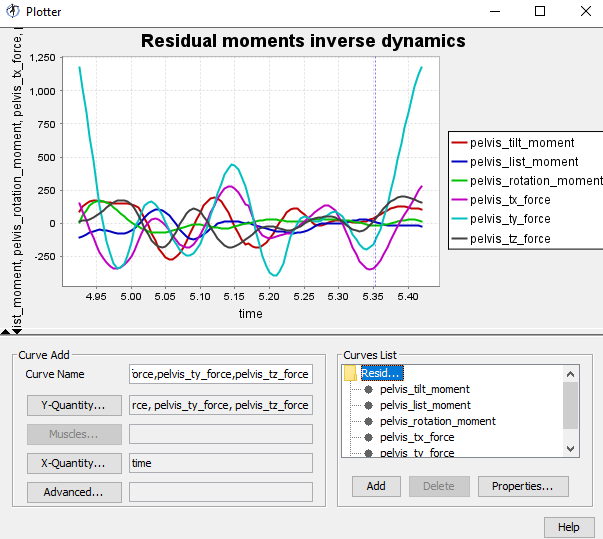 Plotter
Residual moments inverse dynamics
list_moment, pelvis_rotation_moment, pelvis_tx_force,
1,250
1,000
750
500
250
0
-250
4.95 5.00 5.05 5.10 5.15 5.20 5.25 5.30 5.35 5.40
time
pelvis_tilt_moment
pelvis_list_moment
pelvis_rotation_moment
pelvis_tx_force
pelvis_ty_force
pelvis_tz_force
Curve Add
Curve Name force,pelvis_ty_force,pelvis_tz_force
Y-Quantity... rce, pelvis_ty_force, pelvis_tz_force
Muscles...
X-Quantity... time
Advanced...
Curves List
Resid...
pelvis_tilt_moment
pelvis_list_moment
pelvis_rotation_moment
pelvis_tx_force
pelvis_ty_force
Add Delete Properties...
Help